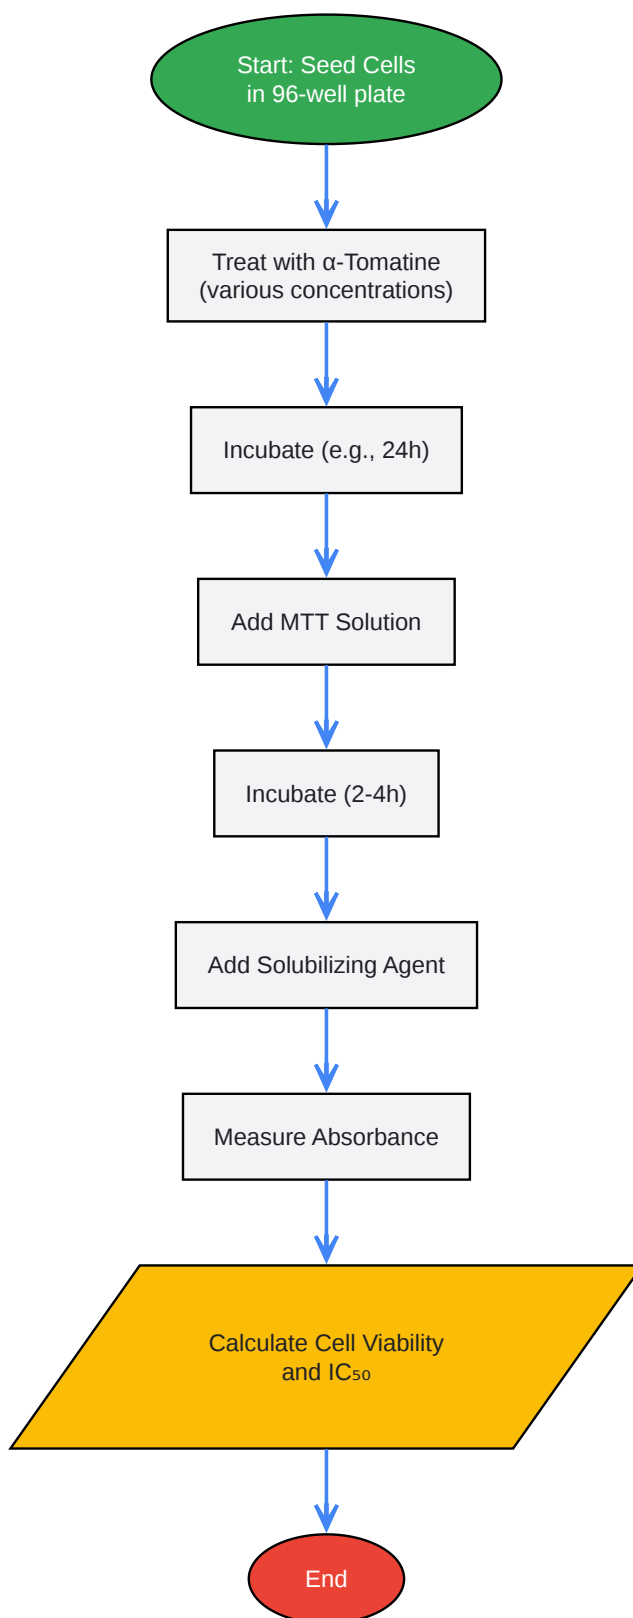 Start: Seed Cells
in 96-well plate
Treat with α-Tomatine
(various concentrations)
Incubate (e.g., 24h)
Add MTT Solution
Incubate (2-4h)
Add Solubilizing Agent
Measure Absorbance
Calculate Cell Viability
and IC₅₀
End